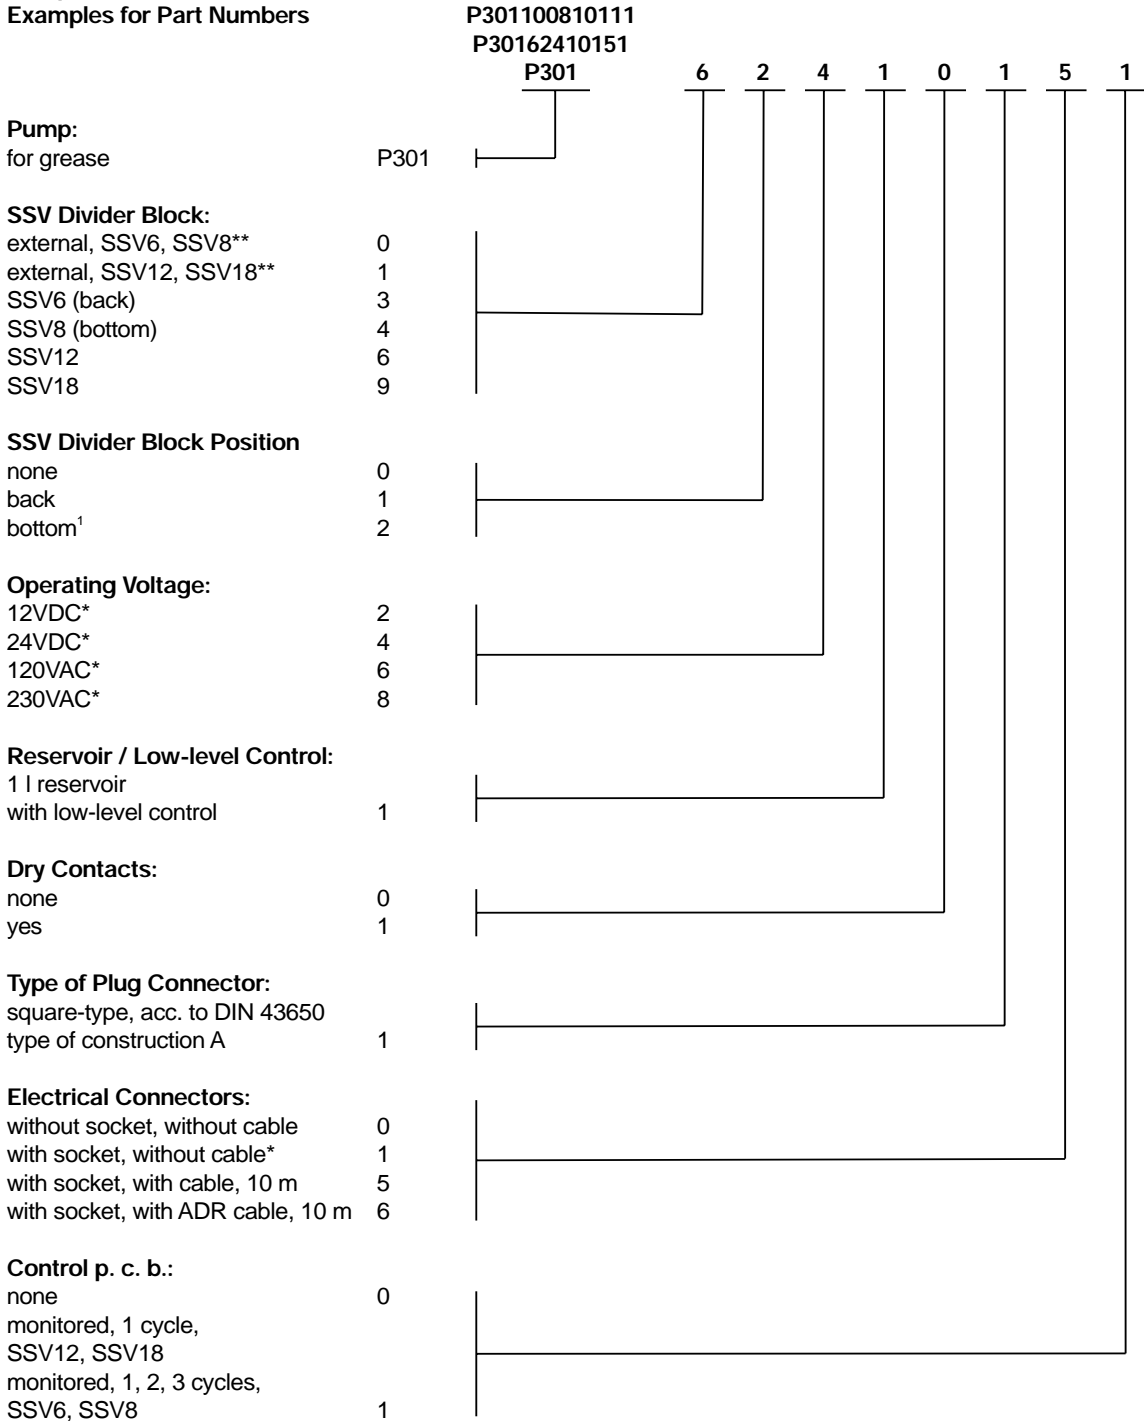 Examples for Part Numbers P301100810111
P30162410151
P301 6 2 4 1 0 1 5 1
Pump:
for grease P301
SSV Divider Block:
external, SSV6, SSV8** 0
external, SSV12, SSV18** 1
SSV6 (back) 3
SSV8 (bottom) 4
SSV12 6
SSV18 9
SSV Divider Block Position
none 0
back 1
bottom¹ 2
Operating Voltage:
12VDC* 2
24VDC* 4
120VAC* 6
230VAC* 8
Reservoir / Low-level Control:
1 l reservoir
with low-level control 1
Dry Contacts:
none 0
yes 1
Type of Plug Connector:
square-type, acc. to DIN 43650
type of construction A 1
Electrical Connectors:
without socket, without cable 0
with socket, without cable* 1
with socket, with cable, 10 m 5
with socket, with ADR cable, 10 m 6
Control p. c. b.:
none 0
monitored, 1 cycle,
SSV12, SSV18
monitored, 1, 2, 3 cycles,
SSV6, SSV8 1